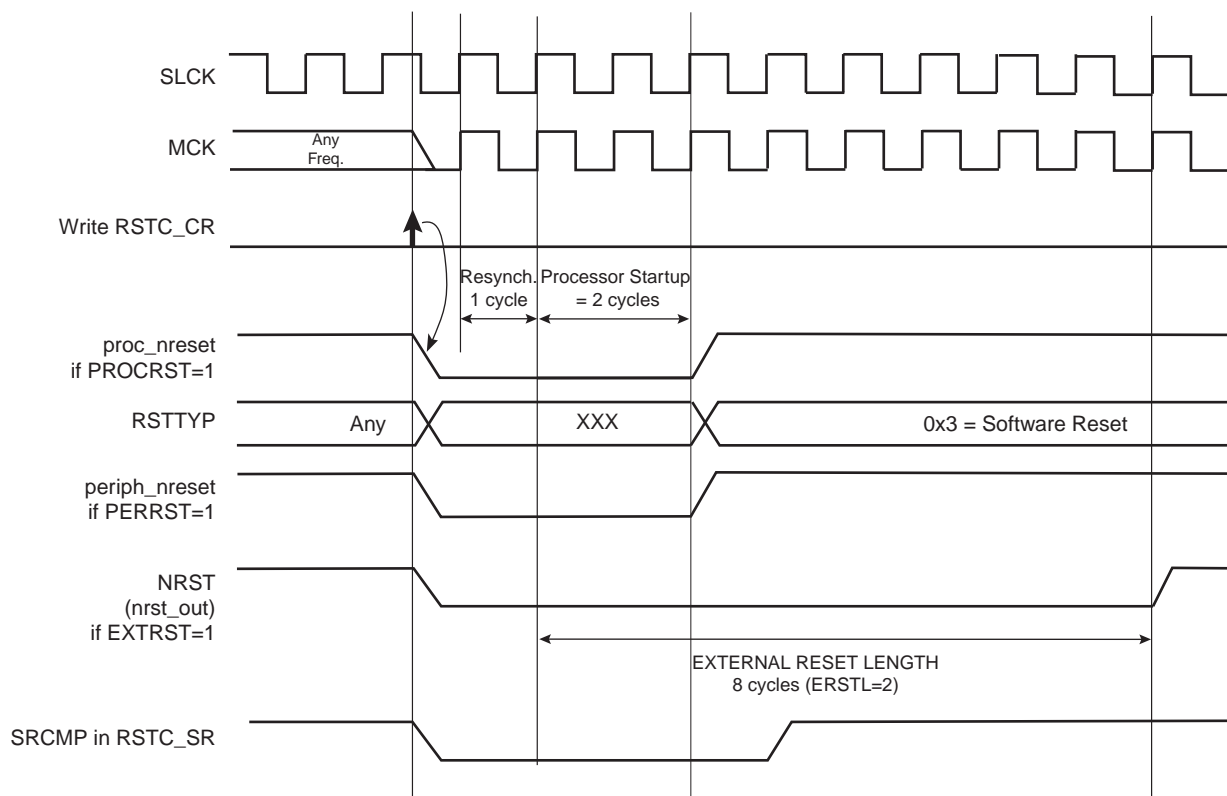 SLCK
MCK
Any
Freq.
Write RSTC_CR
Resynch.
1 cycle
Processor Startup
= 2 cycles
proc_nreset
if PROCRST=1
RSTTYP
Any
XXX
0x3 = Software Reset
periph_nreset
if PERRST=1
NRST
(nrst_out)
if EXTRST=1
EXTERNAL RESET LENGTH
8 cycles (ERSTL=2)
SRCMP in RSTC_SR